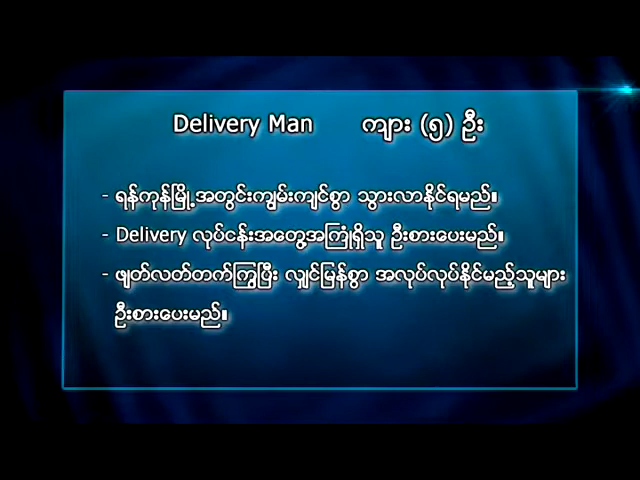 Delivery Man ကျား (၅) ဦး
- ရန်ကုန်မြို့အတွင်းကျွမ်းကျင်စွာ သွားလာနိုင်ရမည်။
- Delivery လုပ်ငန်းအတွေ့အကြုံရှိသူ ဦးစားပေးမည်။
- ဖျတ်လတ်တက်ကြွပြီး လျှင်မြန်စွာ အလုပ်လုပ်နိုင်မည့်သူများ
ဦးစားပေးမည်။